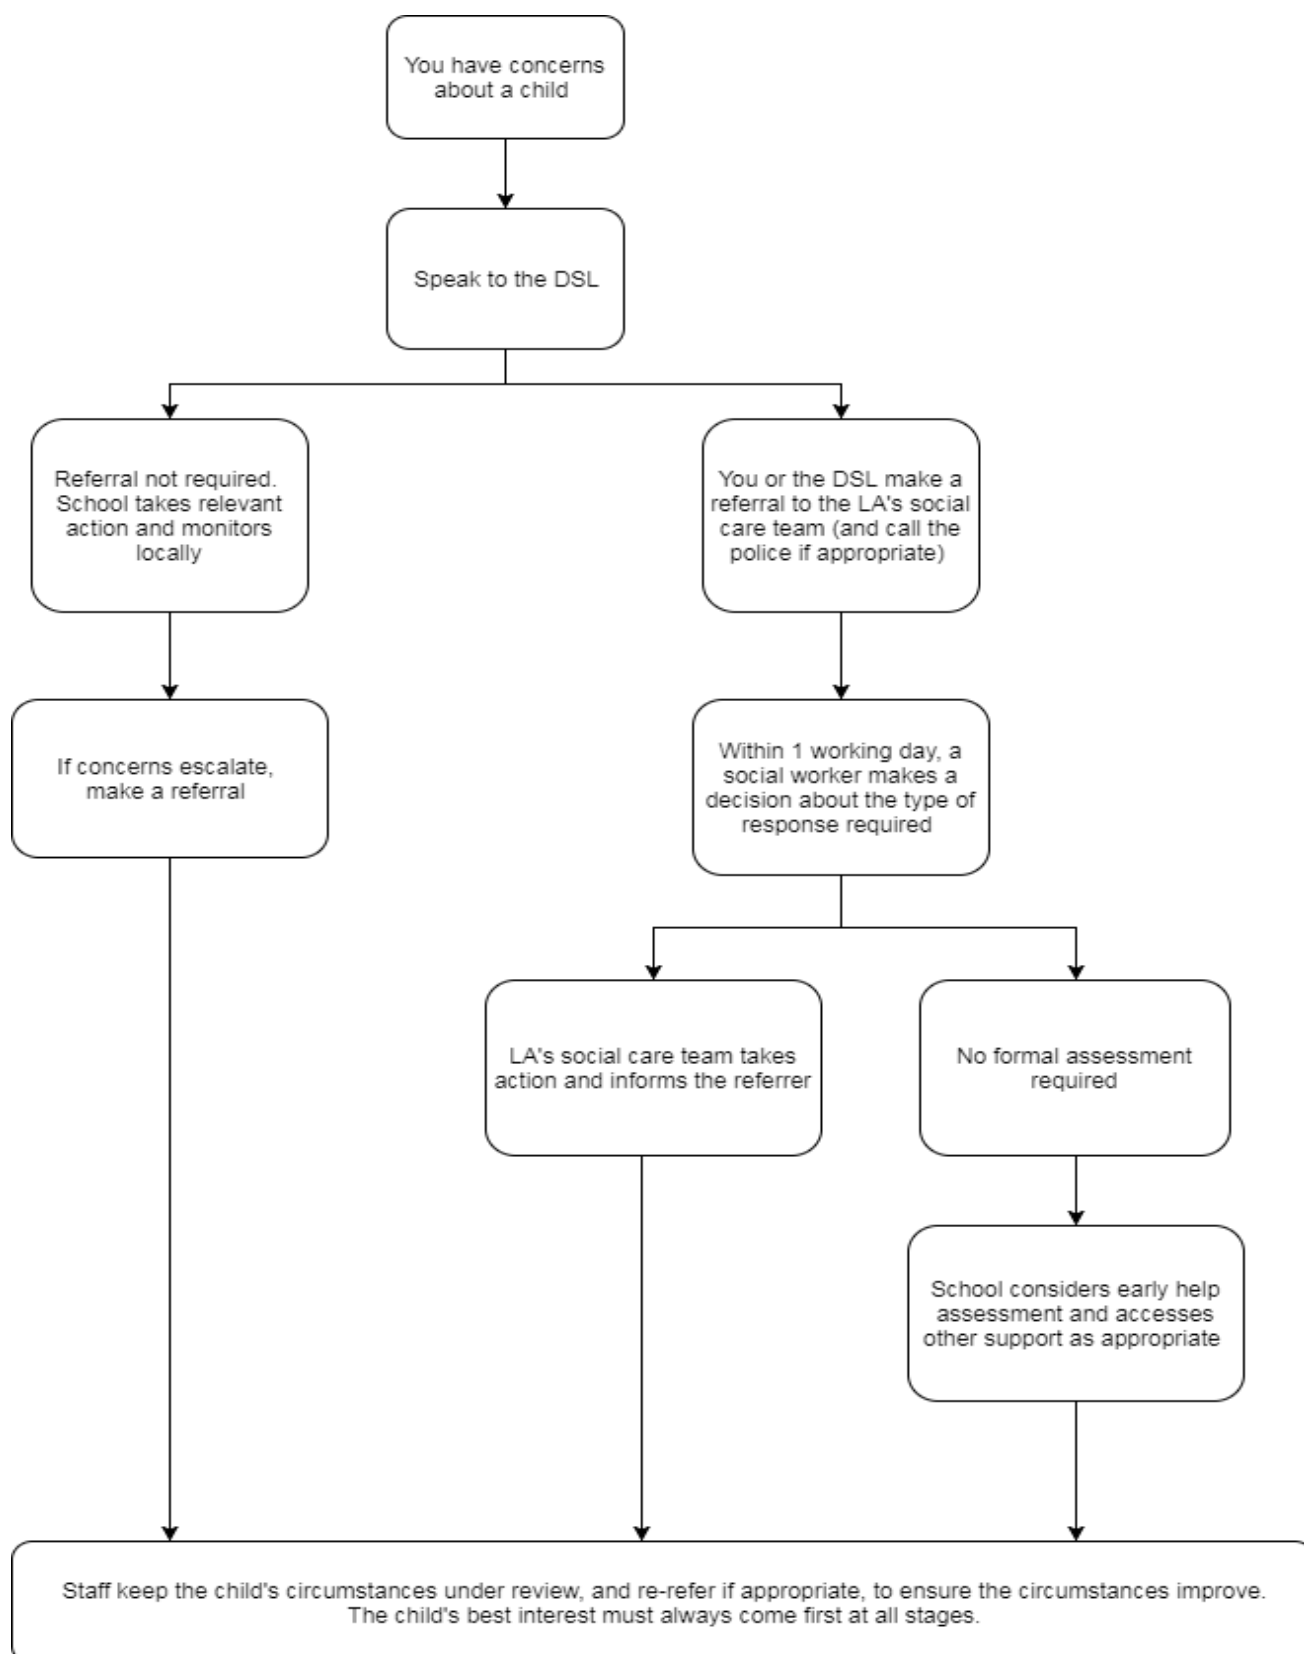 You have concerns
about a child
Speak to the DSL
Referral not required.
School takes relevant
action and monitors
locally
You or the DSL make a
referral to the LA's social
care team (and call the
police if appropriate)
If concerns escalate,
make a referral
Within 1 working day, a
social worker makes a
decision about the type of
response required
LA's social care team takes
action and informs the referrer
No formal assessment
required
School considers early help
assessment and accesses
other support as appropriate
Staff keep the child's circumstances under review, and re-refer if appropriate, to ensure the circumstances improve.
The child's best interest must always come first at all stages.